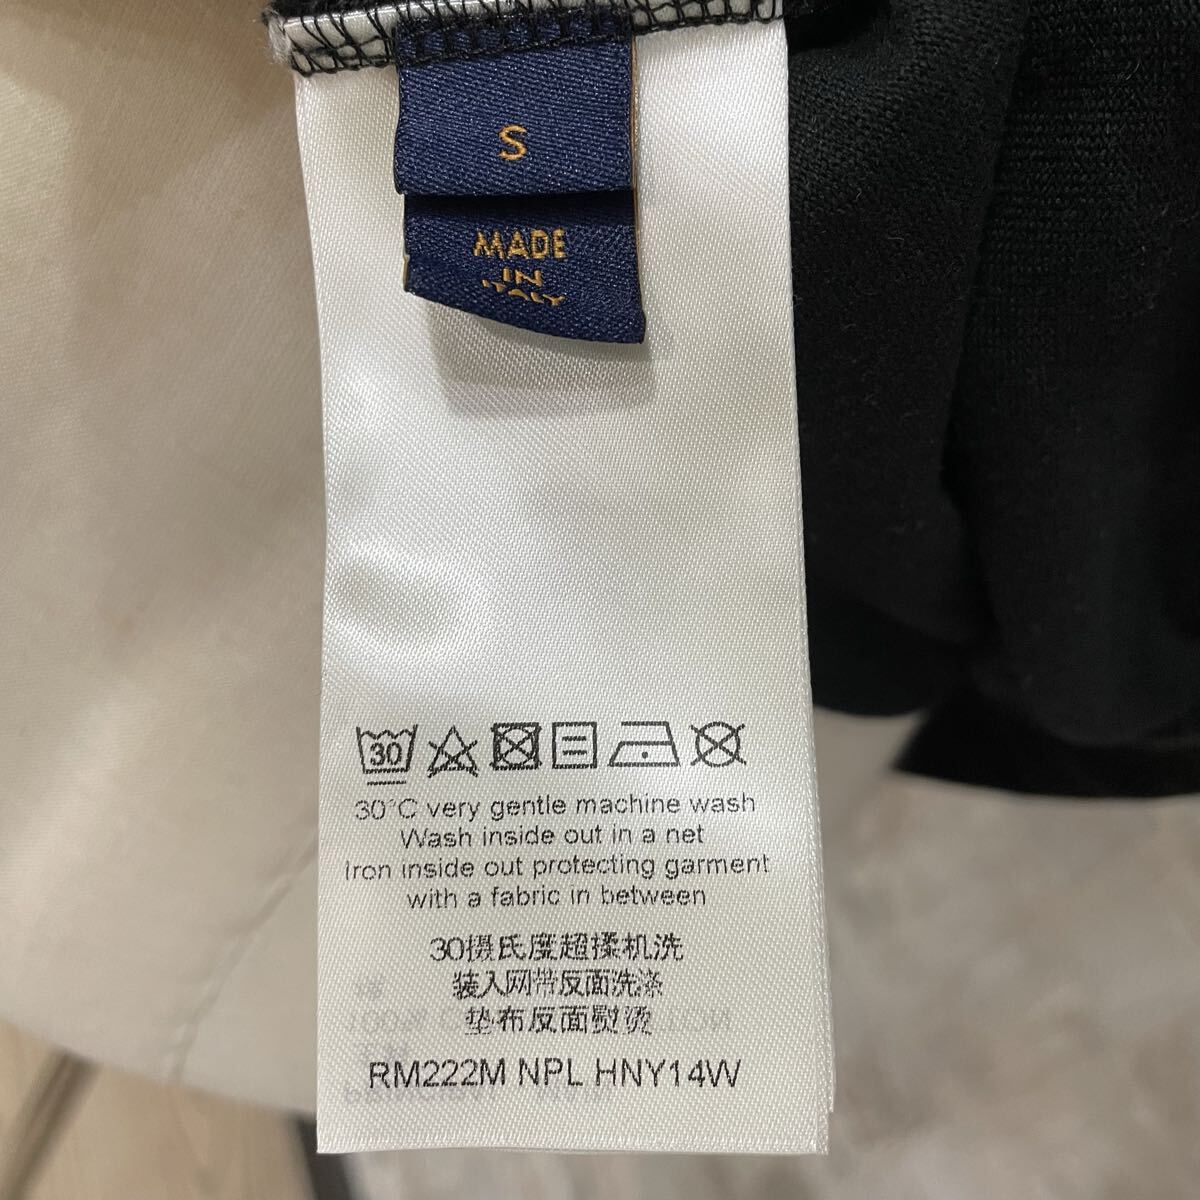 S
MADE
IN
ITALY
30
30°C very gentle machine wash
Wash inside out in a net
Iron inside out protecting garment
with a fabric in between
30摄氏度超揉机洗
装入网带反面洗涤
垫布反面熨烫
RM222M NPL HNY14W